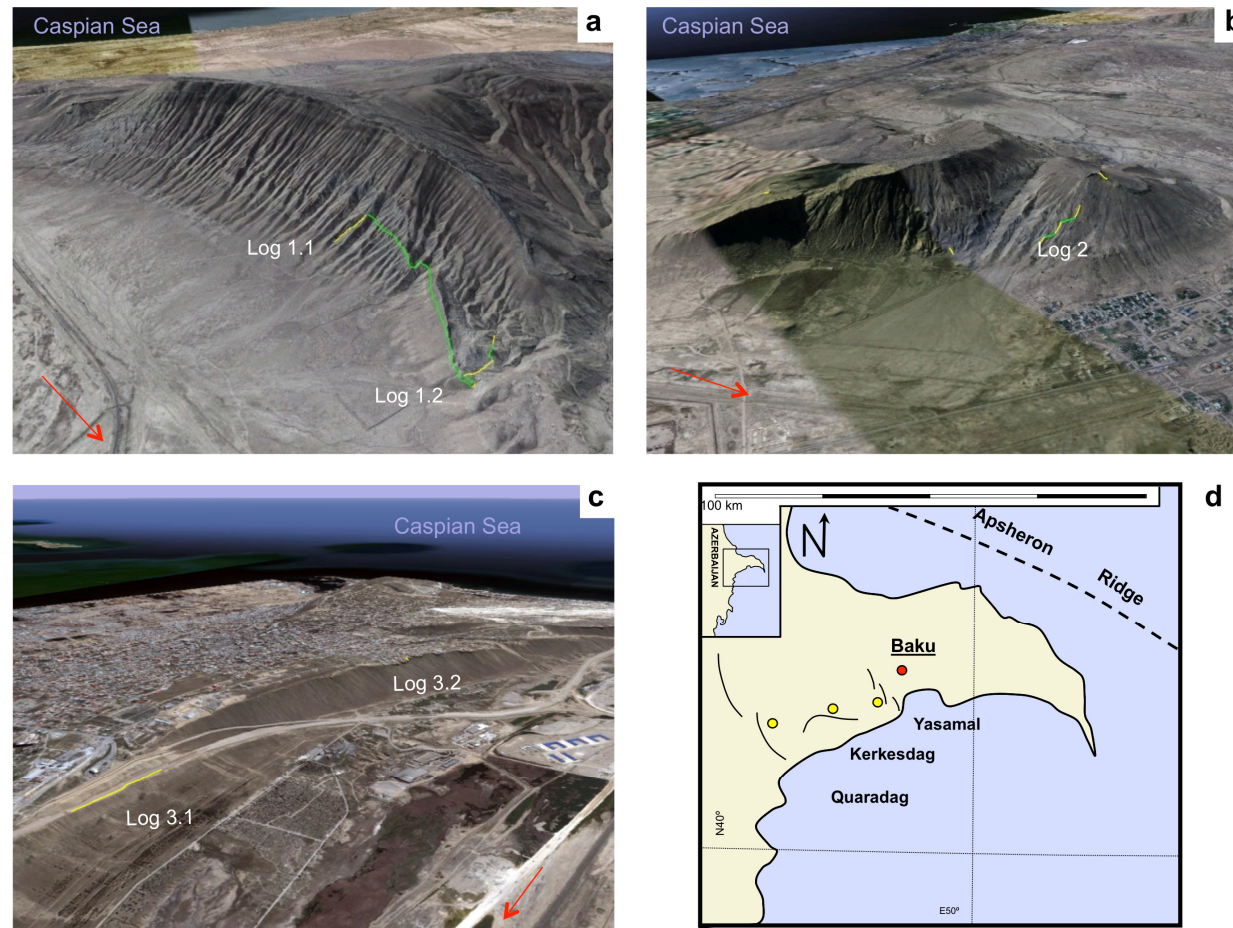 Caspian Sea
a
Log 1.1
Log 1.2
Caspian Sea
b
Log 2
Caspian Sea
c
Log 3.2
Log 3.1
d
100 km
AZERBAIJAN
N
Apsheron
Ridge
Baku
Yasamal
Kerkesdag
Quaradag
N40º
E50º